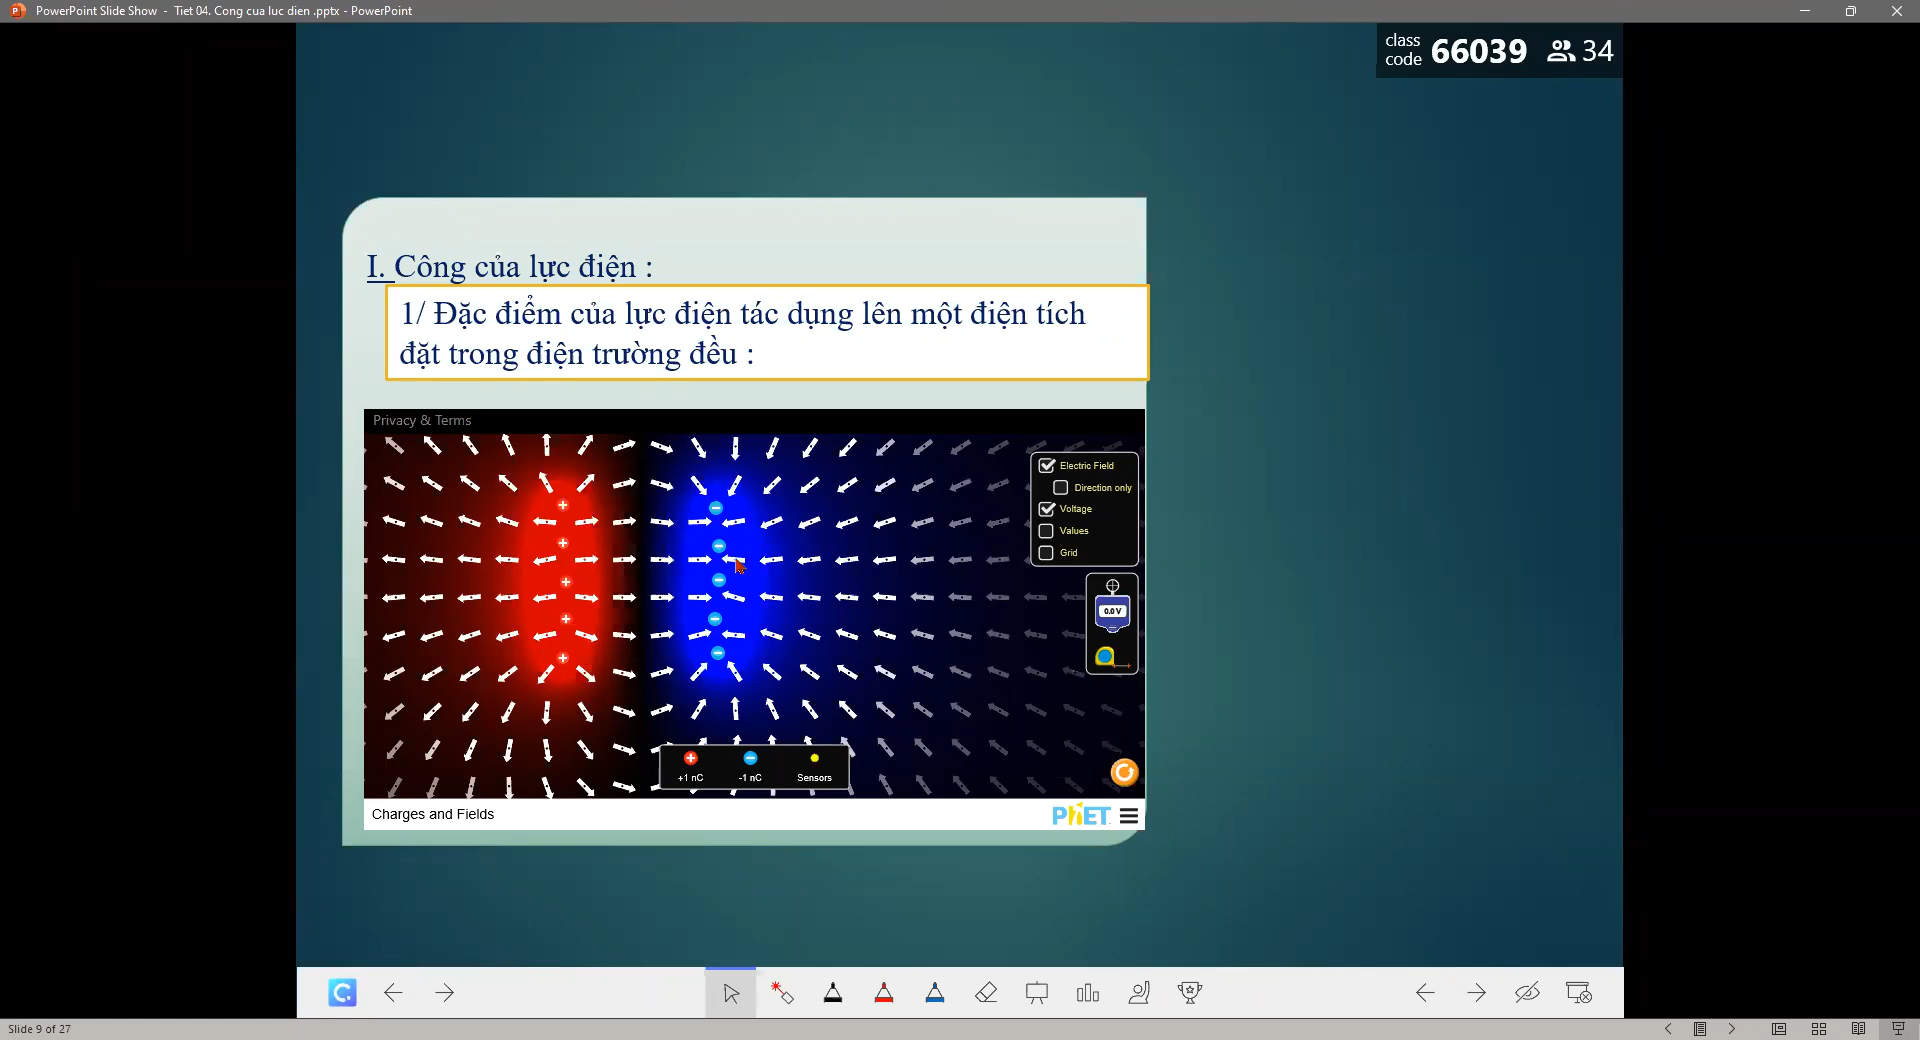 PowerPoint Slide Show - Tiet 04. Cong cua luc dien .pptx - PowerPoint
class code 66039 34
I. Công của lực điện :
1/ Đặc điểm của lực điện tác dụng lên một điện tích
đặt trong điện trường đều :
Privacy & Terms
Electric Field
Direction only
Voltage
Values
Grid
0.0 V
+1 nC -1 nC Sensors
Charges and Fields
PhET
Slide 9 of 27